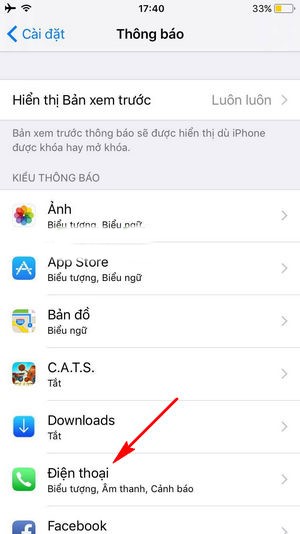 17:40
33%
Cài đặt
Thông báo
Hiển thị Bản xem trước
Luôn luôn
Bản xem trước thông báo sẽ được hiển thị dù iPhone
được khóa hay mở khóa.
KIỂU THÔNG BÁO
Ảnh
Biểu tượng, Biểu ngữ
App Store
Biểu tượng, Biểu ngữ
Bản đồ
Biểu ngữ
C.A.T.S.
Tắt
Downloads
Tắt
Điện thoại
Biểu tượng, Âm thanh, Cảnh báo
Facebook